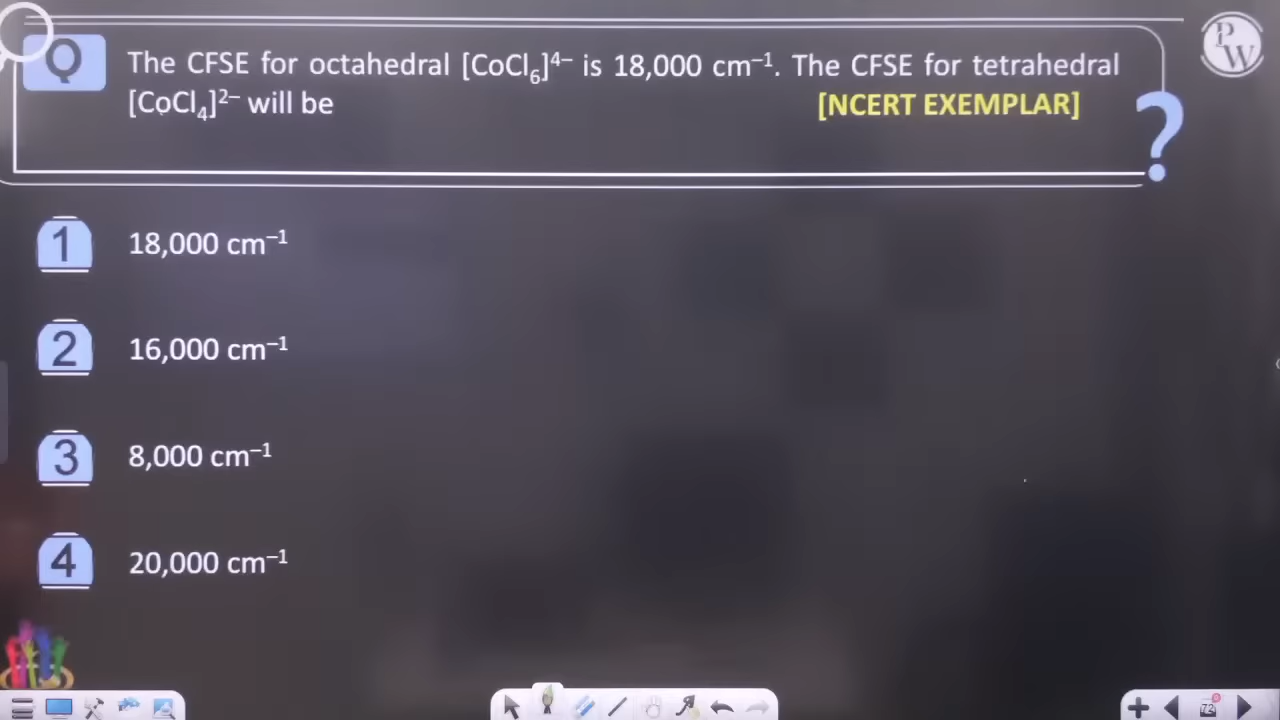 P
W
Q
The CFSE for octahedral [CoCl₆]⁴⁻ is 18,000 cm⁻¹. The CFSE for tetrahedral
[CoCl₄]²⁻ will be [NCERT EXEMPLAR]
?
1 18,000 cm⁻¹
2 16,000 cm⁻¹
3 8,000 cm⁻¹
4 20,000 cm⁻¹
72